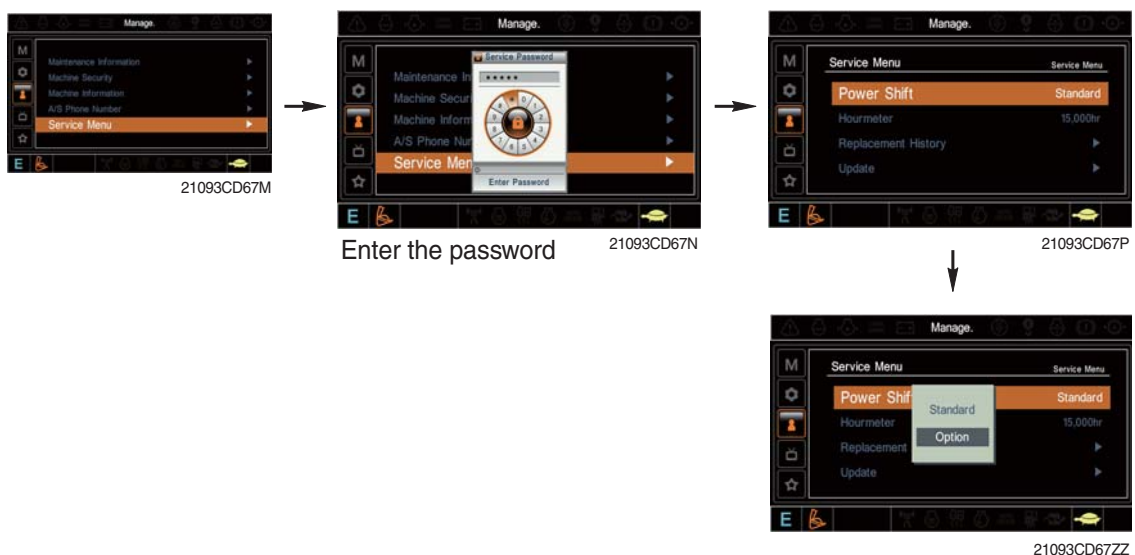 Manage.
M
Maintenance Information
Machine Security
Machine Information
A/S Phone Number
Service Menu
E
21093CD67M
Manage.
M
Service Password
*****
Maintenance In
Machine Securi
Machine Inform
A/S Phone Nur
Service Men
Enter Password
E
Enter the password
21093CD67N
Manage.
M
Service Menu Service Menu
Power Shift Standard
Hourmeter 15,000hr
Replacement History
Update
E
21093CD67P
Manage.
M
Service Menu Service Menu
Power Shif Standard
Standard
Hourmeter 15,000hr
Option
Replacement
Update
E
21093CD67ZZ